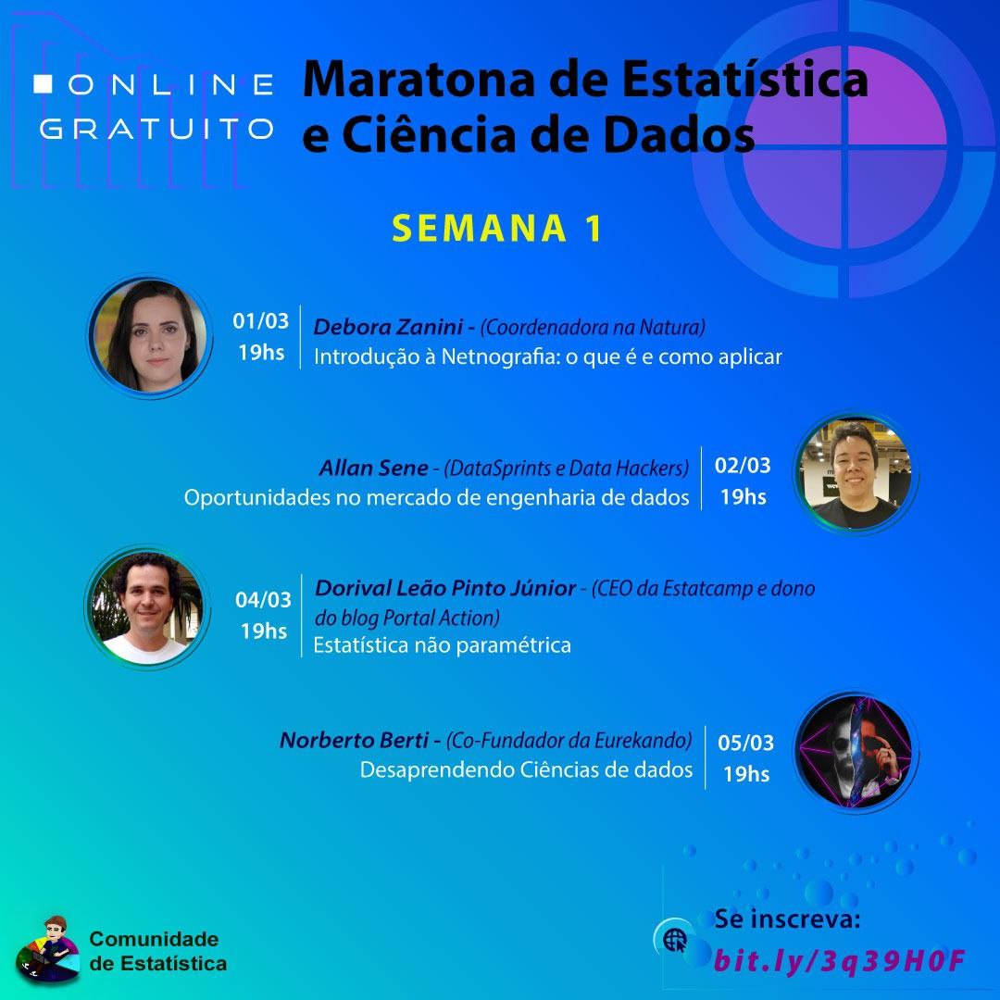 ONLINE
GRATUITO
Maratona de Estatística
e Ciência de Dados
SEMANA 1
01/03
19hs
Debora Zanini - (Coordenadora na Natura)
Introdução à Netnografia: o que é e como aplicar
Allan Sene - (DataSprints e Data Hackers)
Oportunidades no mercado de engenharia de dados
02/03
19hs
04/03
19hs
Dorival Leão Pinto Júnior - (CEO da Estatcamp e dono
do blog Portal Action)
Estatística não paramétrica
Norberto Berti - (Co-Fundador da Eurekando)
Desaprendendo Ciências de dados
05/03
19hs
Comunidade
de Estatística
Se inscreva:
bit.ly/3q39H0F